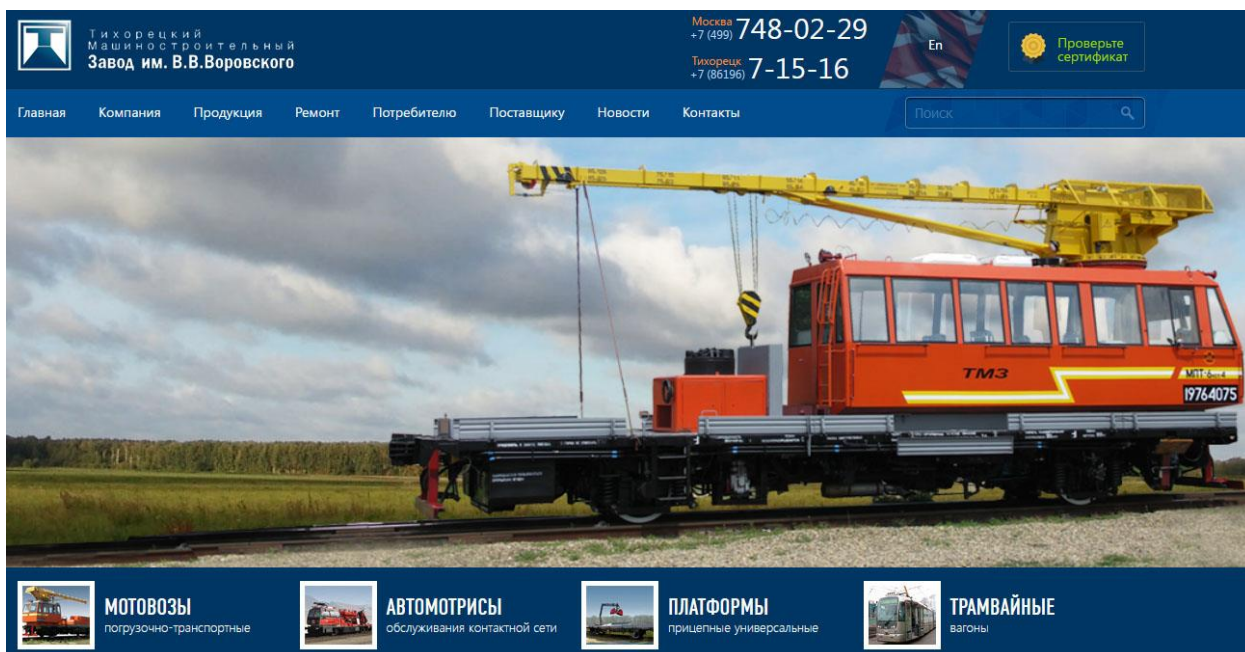 Тихорецкий
Машиностроительный
Завод им. В.В.Воровского
Москва
+7 (499) 748-02-29
Тихорецк
+7 (86196) 7-15-16
En
Проверьте
сертификат
Главная Компания Продукция Ремонт Потребителю Поставщику Новости Контакты Поиск
ТМЗ
МПТ-6
19764075
МОТОВОЗЫ
погрузочно-транспортные
АВТОМОТРИСЫ
обслуживания контактной сети
ПЛАТФОРМЫ
прицепные универсальные
ТРАМВАЙНЫЕ
вагоны